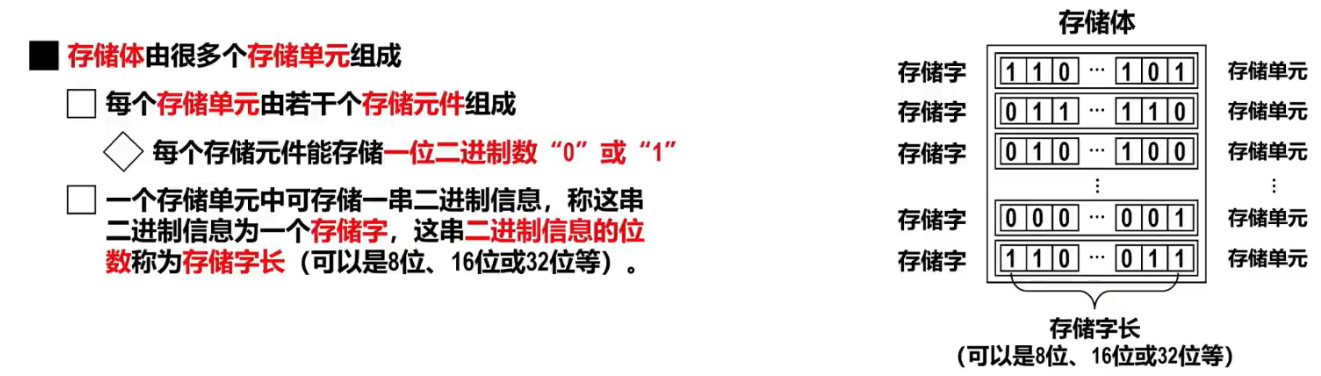 存储体由很多个存储单元组成
每个存储单元由若干个存储元件组成
每个存储元件能存储一位二进制数“0”或“1”
一个存储单元中可存储一串二进制信息，称这串
二进制信息为一个存储字，这串二进制信息的位
数称为存储字长（可以是8位、16位或32位等）。
存储体
存储字 1 1 0 ··· 1 0 1 存储单元
存储字 0 1 1 ··· 1 1 0 存储单元
存储字 0 1 0 ··· 1 0 0 存储单元
⋮ ⋮
存储字 0 0 0 ··· 0 0 1 存储单元
存储字 1 1 0 ··· 0 1 1 存储单元
存储字长
（可以是8位、16位或32位等）